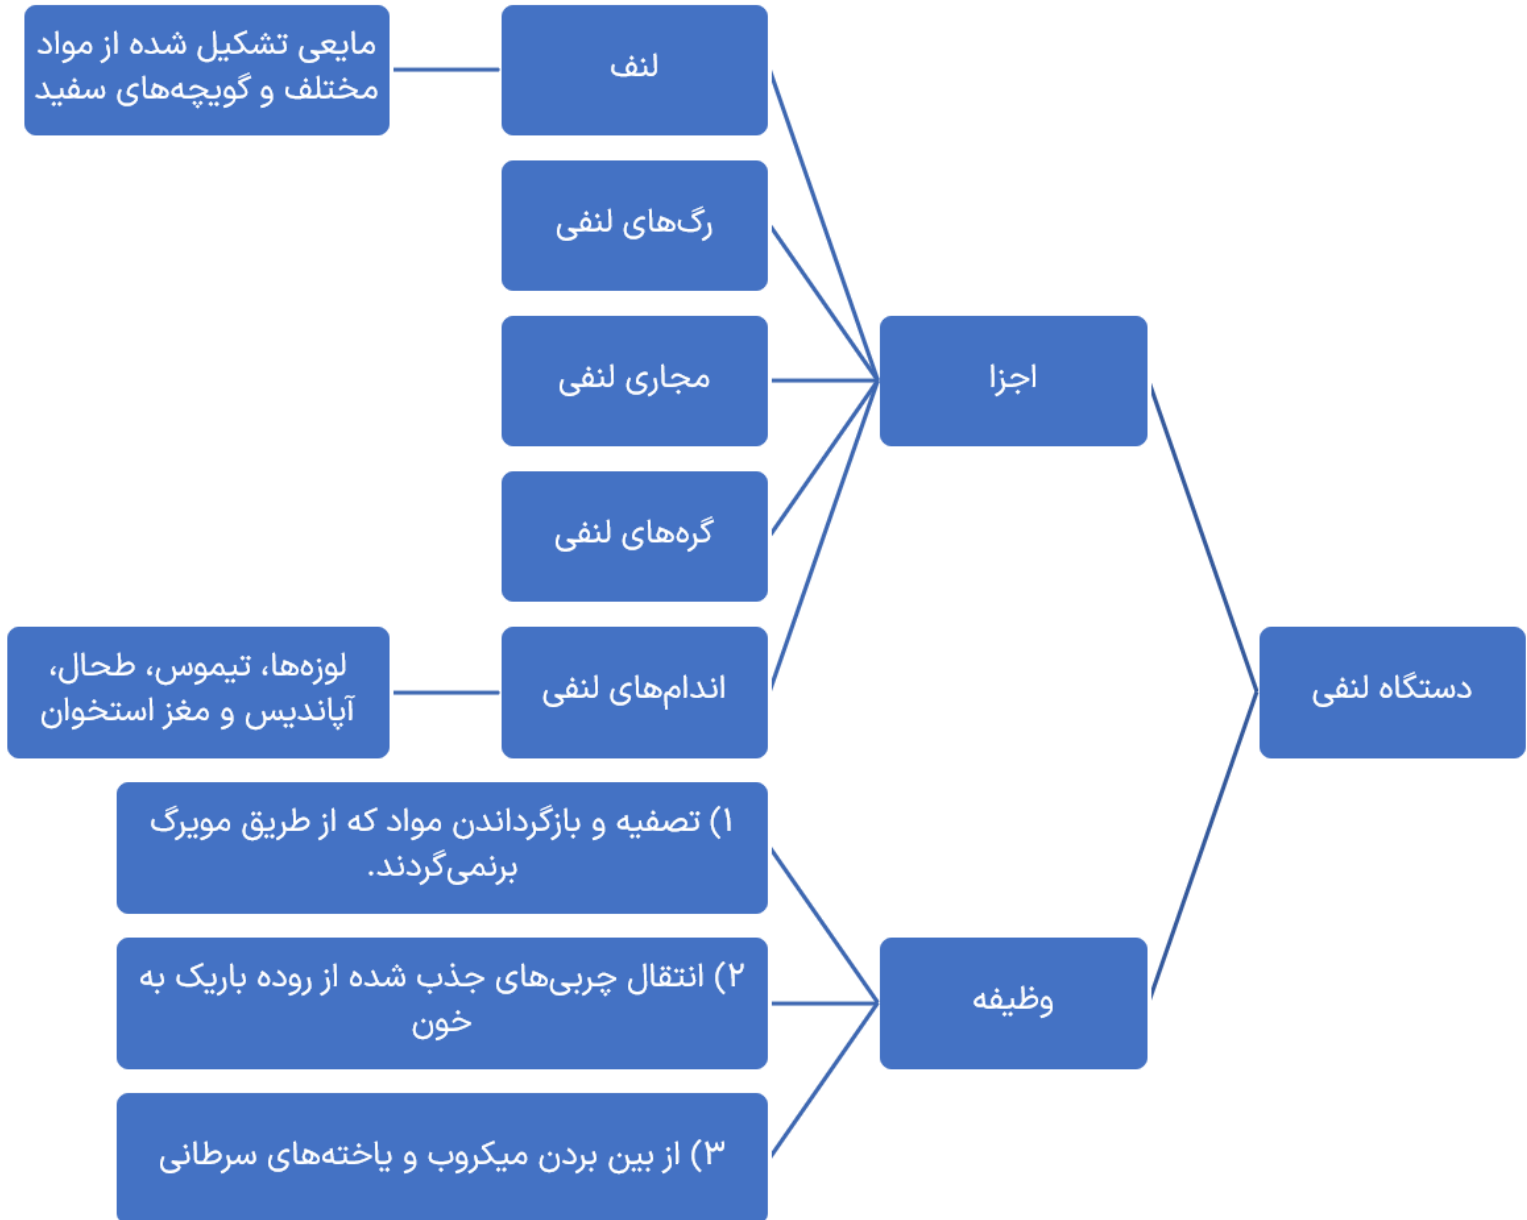 دستگاه لنفی
اجزا
لنف
مایعی تشکیل شده از مواد
مختلف و گویچه‌های سفید
رگ‌های لنفی
مجاری لنفی
گره‌های لنفی
اندام‌های لنفی
لوزه‌ها، تیموس، طحال،
آپاندیس و مغز استخوان
وظیفه
۱) تصفیه و بازگرداندن مواد که از طریق مویرگ
برنمی‌گردند.
۲) انتقال چربی‌های جذب شده از روده باریک به
خون
۳) از بین بردن میکروب و یاخته‌های سرطانی